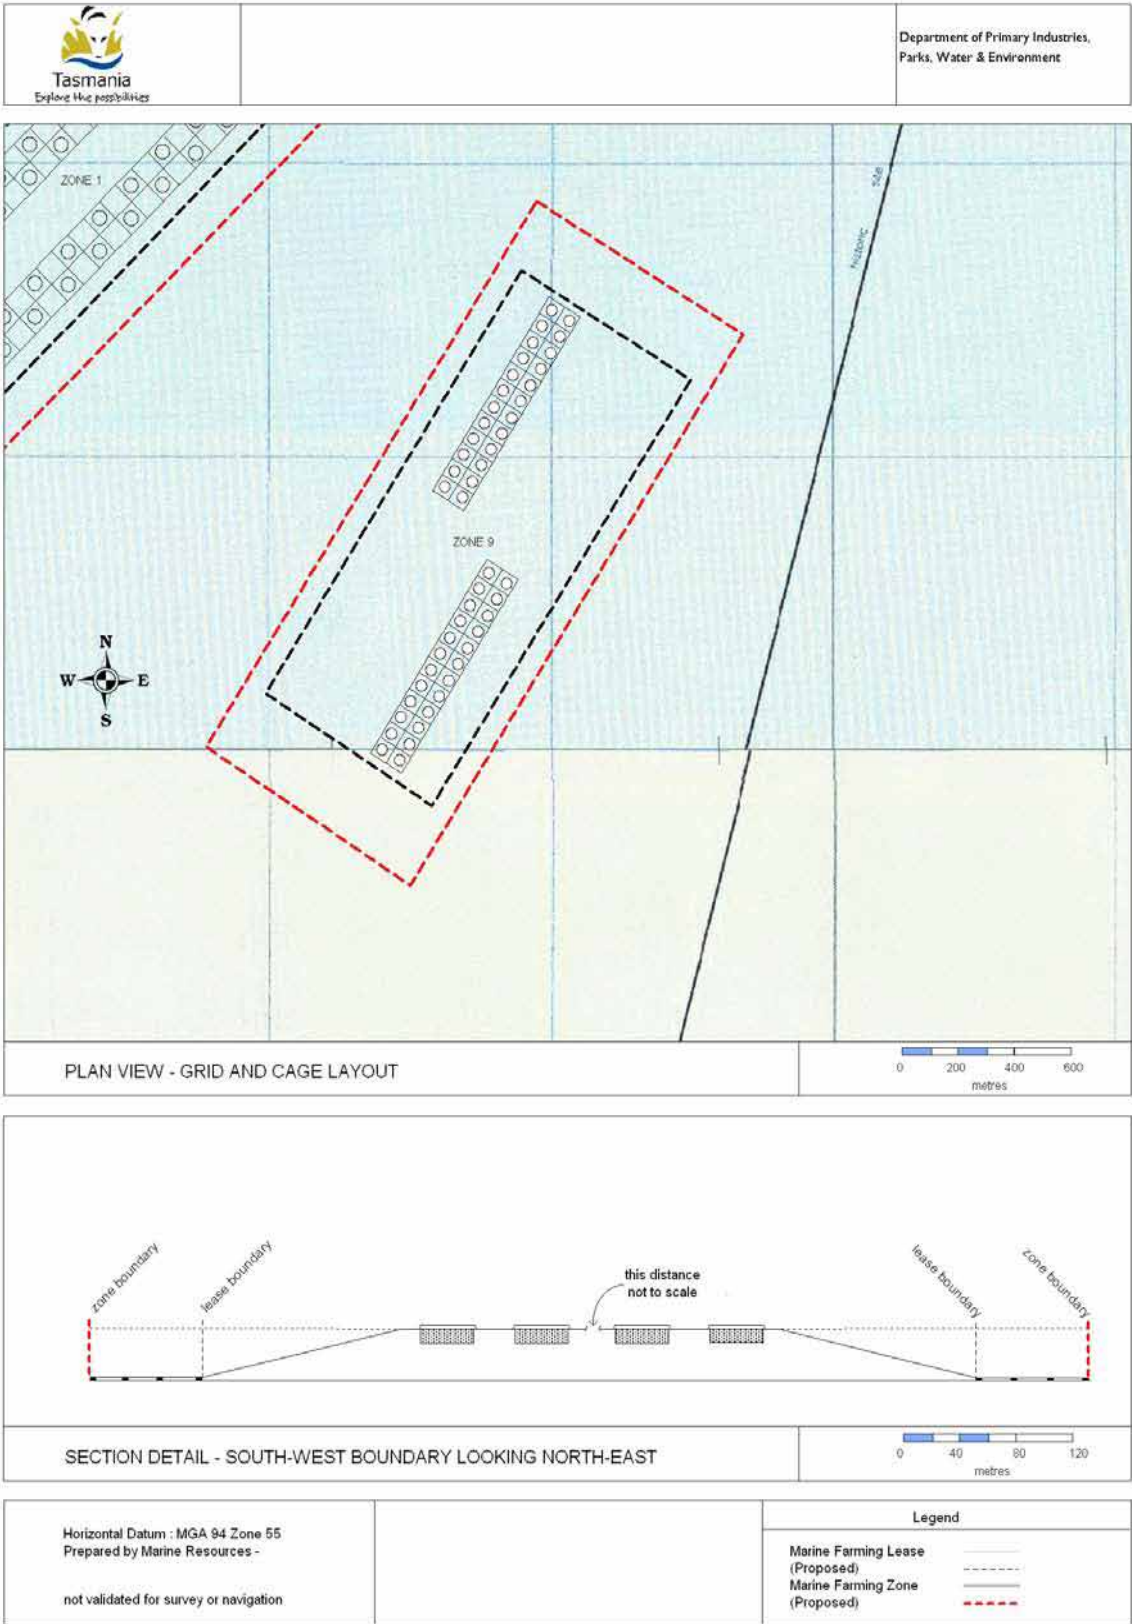 Tasmania
Explore the possibilities
Department of Primary Industries,
Parks, Water & Environment
ZONE 1
Historic
Site
ZONE 9
N
W
E
S
PLAN VIEW - GRID AND CAGE LAYOUT
0 200 400 600
metres
zone boundary
lease boundary
this distance
not to scale
lease boundary
zone boundary
SECTION DETAIL - SOUTH-WEST BOUNDARY LOOKING NORTH-EAST
0 40 80 120
metres
Horizontal Datum : MGA 94 Zone 55
Prepared by Marine Resources -
not validated for survey or navigation
Legend
Marine Farming Lease
(Proposed)
Marine Farming Zone
(Proposed)